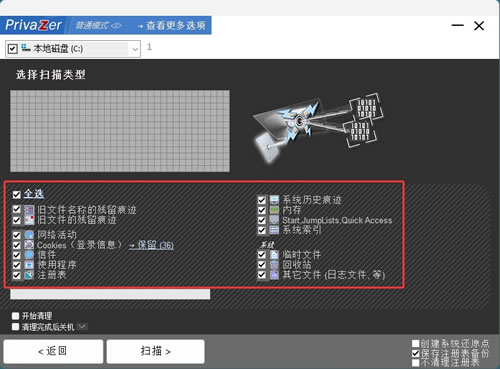 PrivaZer 普通模式 → 查看更多选项
本地磁盘 (C:) 1
选择扫描类型
全选
旧文件名称的残留痕迹
旧文件的残留痕迹
网络活动
Cookies（登录信息） → 保留 (36)
信件
使用程序
注册表
系统历史痕迹
内存
Start,JumpLists,Quick Access
系统索引
系统
临时文件
回收站
其它文件 (日志文件, 等)
开始清理
清理完成后关机
< 返回
扫描 >
创建系统还原点
保存注册表备份
不清理注册表